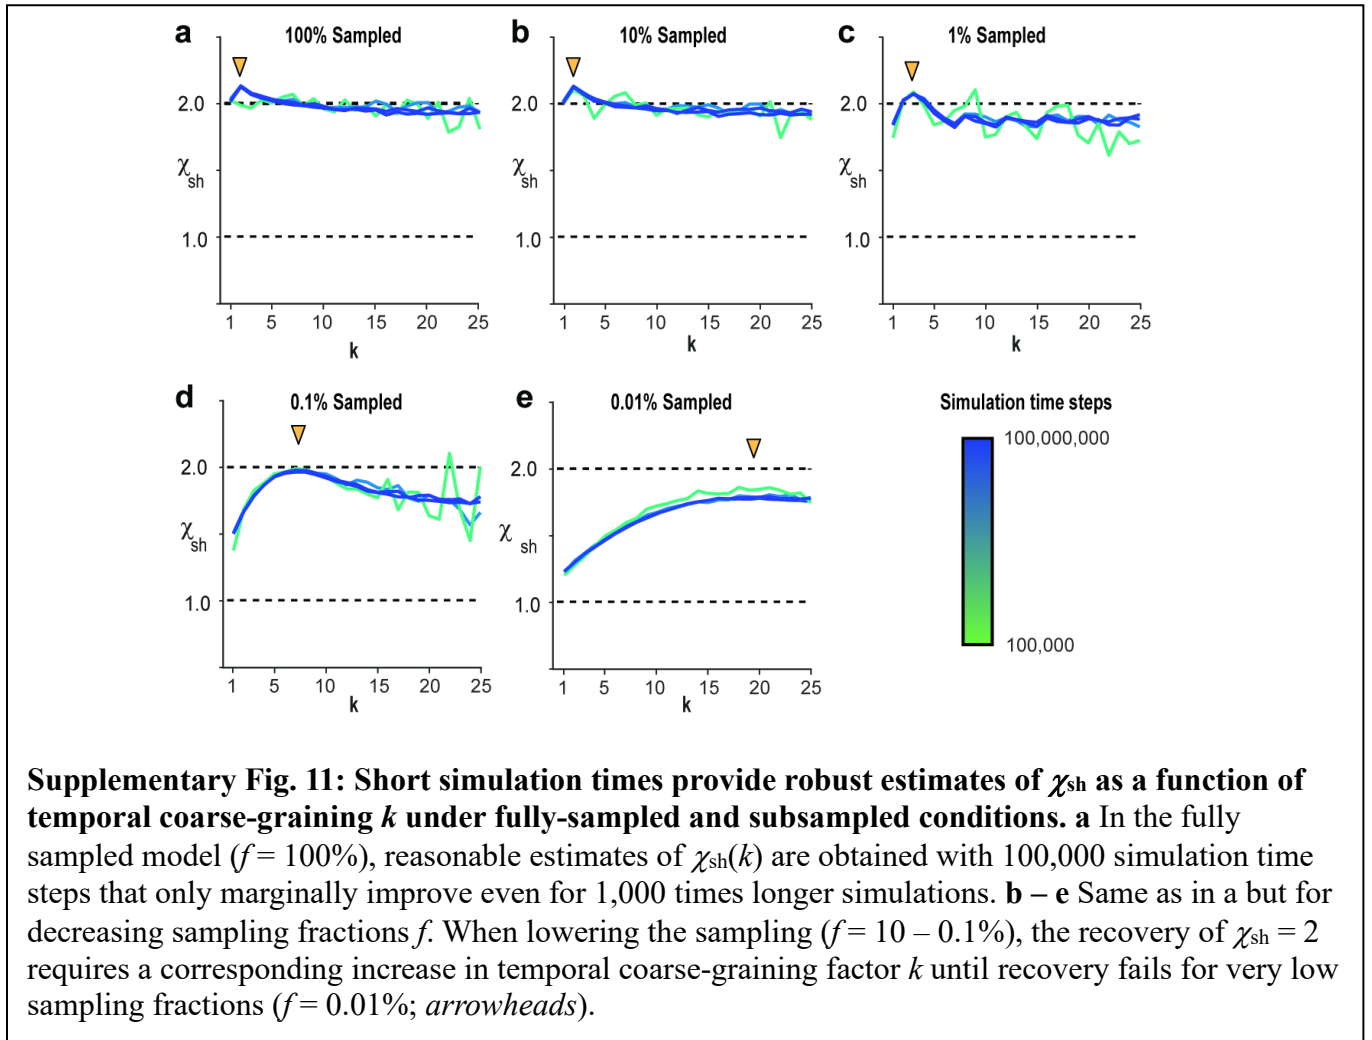 a
100% Sampled
2.0
χsh
1.0
1 5 10 15 20 25
k
b
10% Sampled
2.0
χsh
1.0
1 5 10 15 20 25
k
c
1% Sampled
2.0
χsh
1.0
1 5 10 15 20 25
k
d
0.1% Sampled
2.0
χsh
1.0
1 5 10 15 20 25
k
e
0.01% Sampled
2.0
χ sh
1.0
1 5 10 15 20 25
k
Simulation time steps
100,000,000
100,000
Supplementary Fig. 11: Short simulation times provide robust estimates of χsh as a function of
temporal coarse-graining k under fully-sampled and subsampled conditions. a In the fully
sampled model (f = 100%), reasonable estimates of χsh(k) are obtained with 100,000 simulation time
steps that only marginally improve even for 1,000 times longer simulations. b – e Same as in a but for
decreasing sampling fractions f. When lowering the sampling (f = 10 – 0.1%), the recovery of χsh = 2
requires a corresponding increase in temporal coarse-graining factor k until recovery fails for very low
sampling fractions (f = 0.01%; arrowheads).